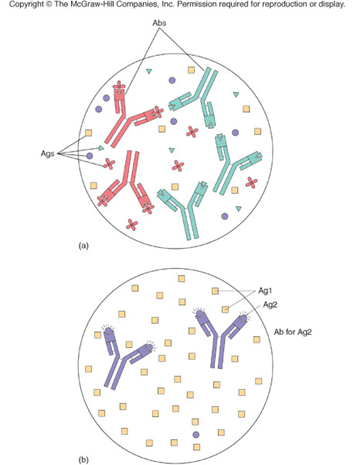 Copyright © The McGraw-Hill Companies, Inc. Permission required for reproduction or display.
Abs
Ags
(a)
Ag1
Ag2
Ab for Ag2
(b)